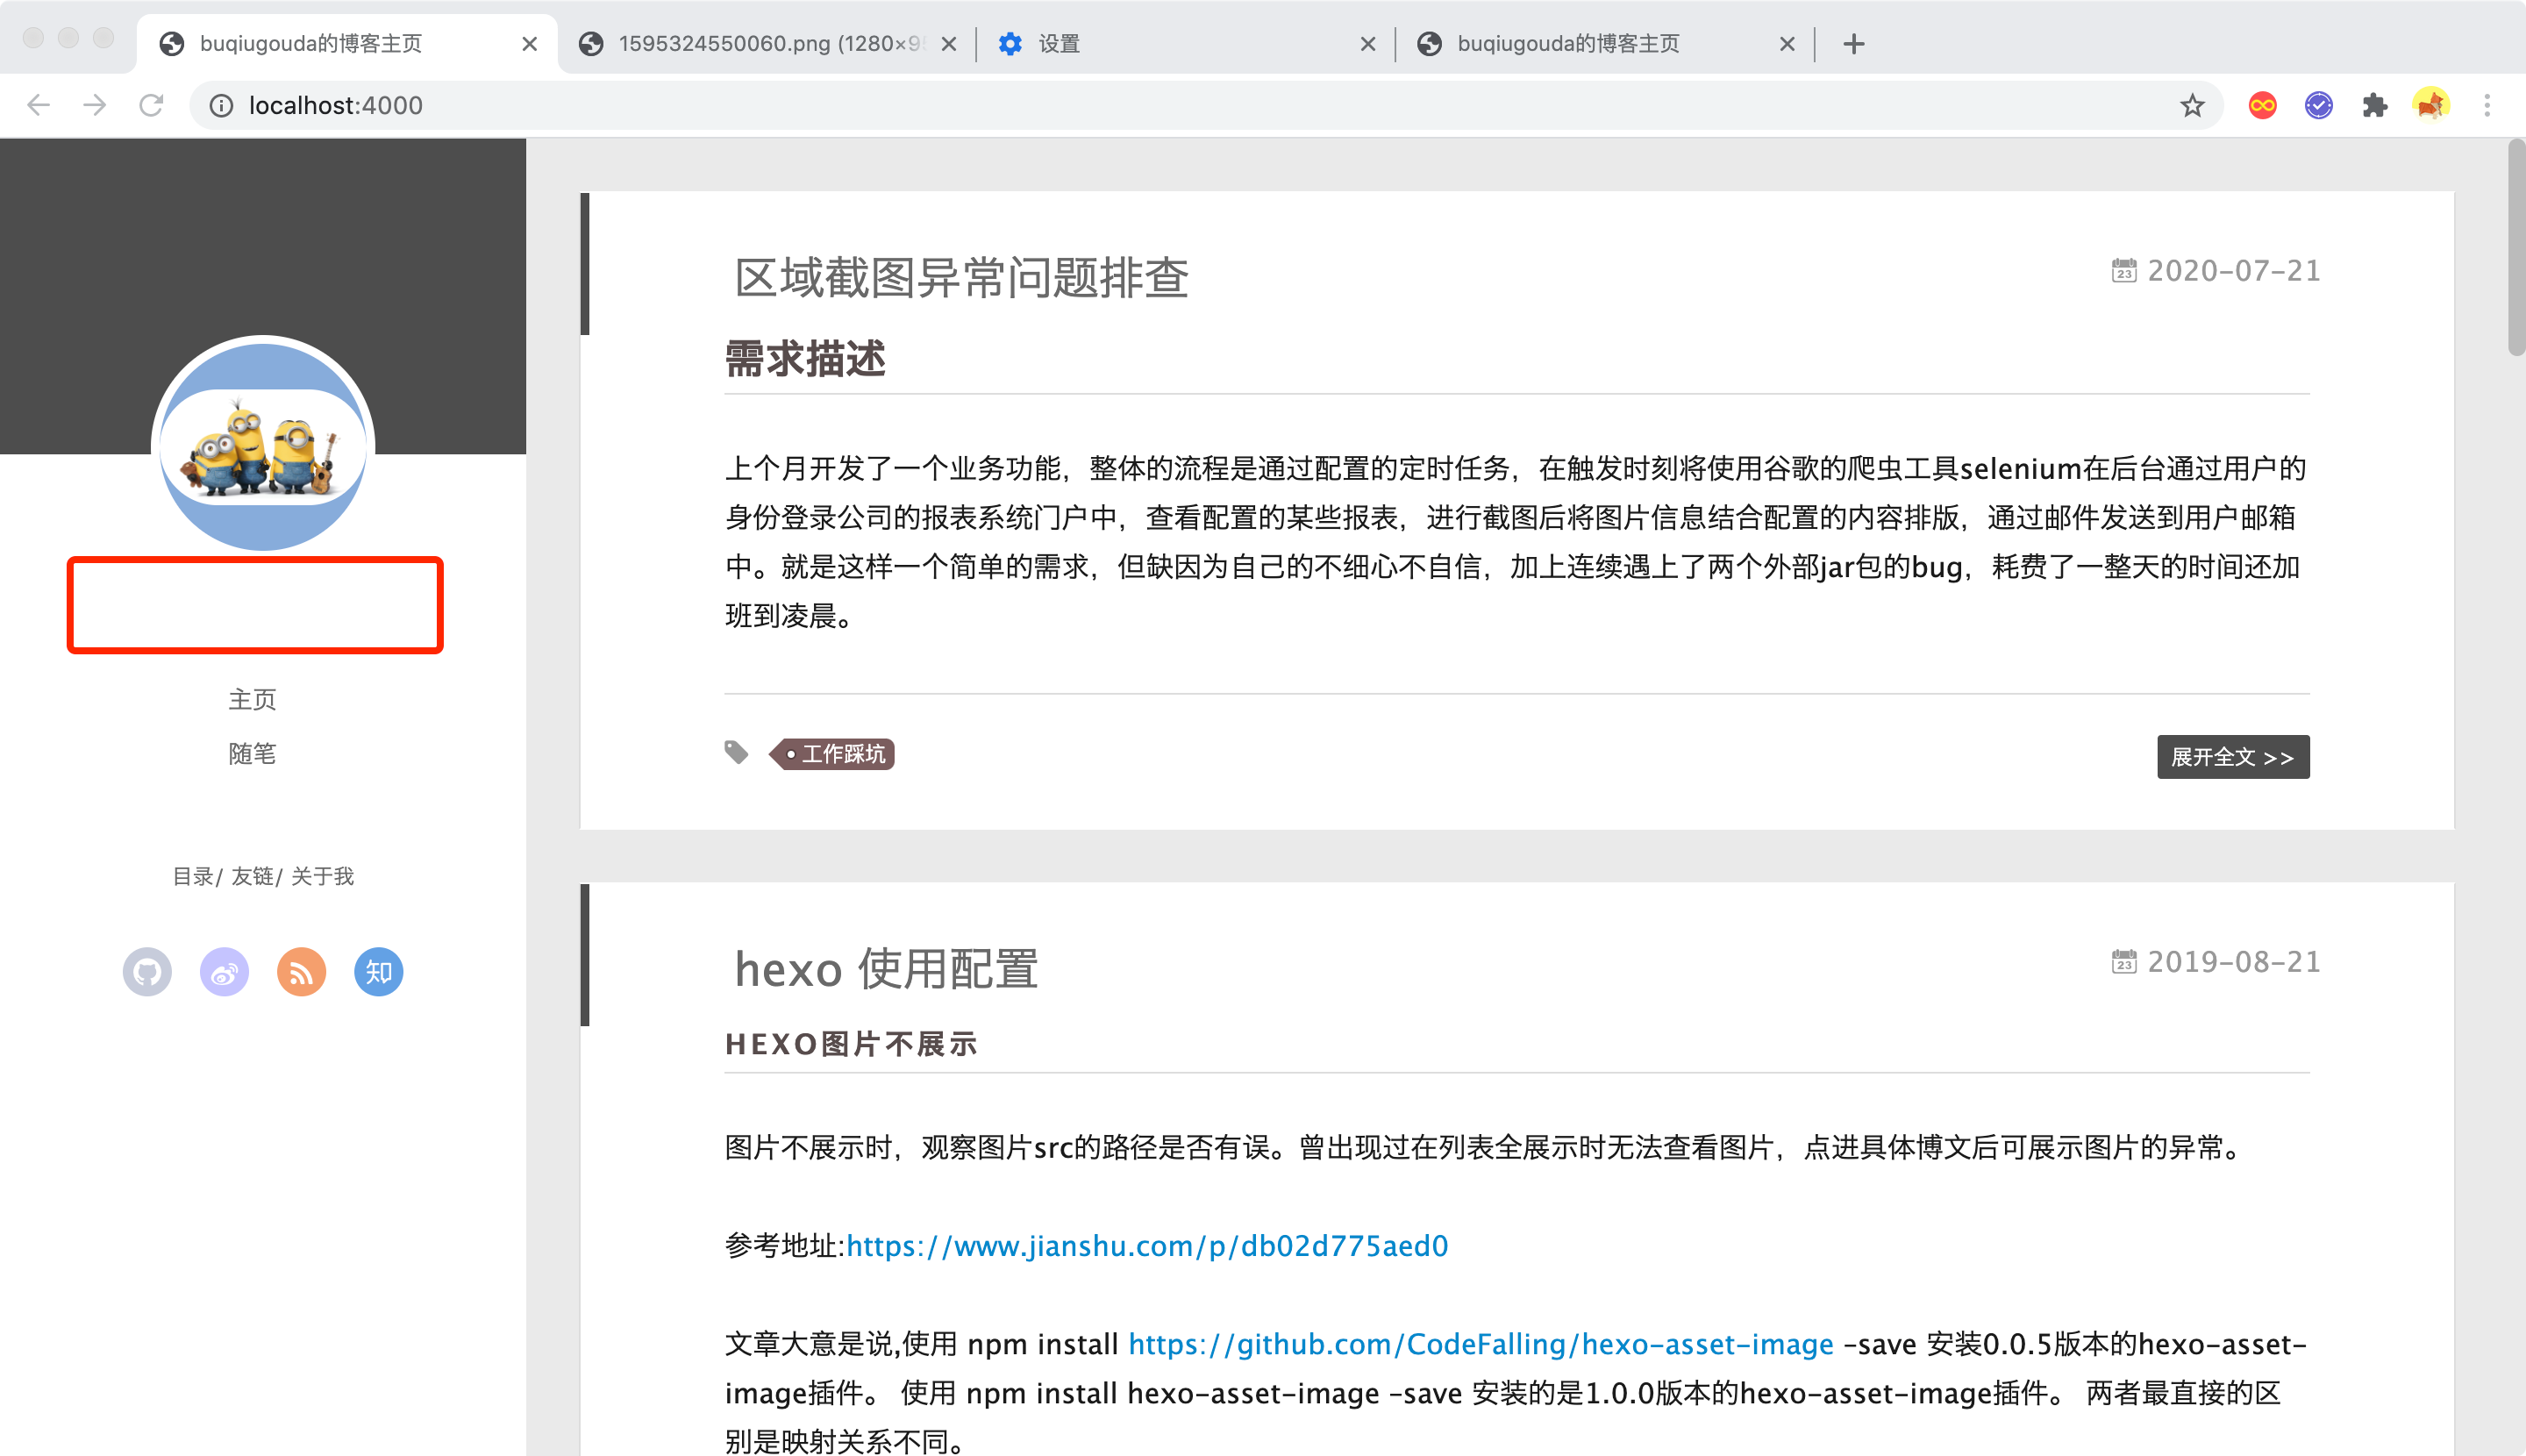 buqiugouda的博客主页
1595324550060.png (1280×9
设置
buqiugouda的博客主页
localhost:4000
主页
随笔
目录/ 友链/ 关于我
知
区域截图异常问题排查
23 2020-07-21
需求描述
上个月开发了一个业务功能，整体的流程是通过配置的定时任务，在触发时刻将使用谷歌的爬虫工具selenium在后台通过用户的
身份登录公司的报表系统门户中，查看配置的某些报表，进行截图后将图片信息结合配置的内容排版，通过邮件发送到用户邮箱
中。就是这样一个简单的需求，但缺因为自己的不细心不自信，加上连续遇上了两个外部jar包的bug，耗费了一整天的时间还加
班到凌晨。
工作踩坑
展开全文 >>
hexo 使用配置
23 2019-08-21
HEXO图片不展示
图片不展示时，观察图片src的路径是否有误。曾出现过在列表全展示时无法查看图片，点进具体博文后可展示图片的异常。
参考地址:https://www.jianshu.com/p/db02d775aed0
文章大意是说,使用 npm install https://github.com/CodeFalling/hexo-asset-image –save 安装0.0.5版本的hexo-asset-
image插件。 使用 npm install hexo-asset-image –save 安装的是1.0.0版本的hexo-asset-image插件。 两者最直接的区
别是映射关系不同。